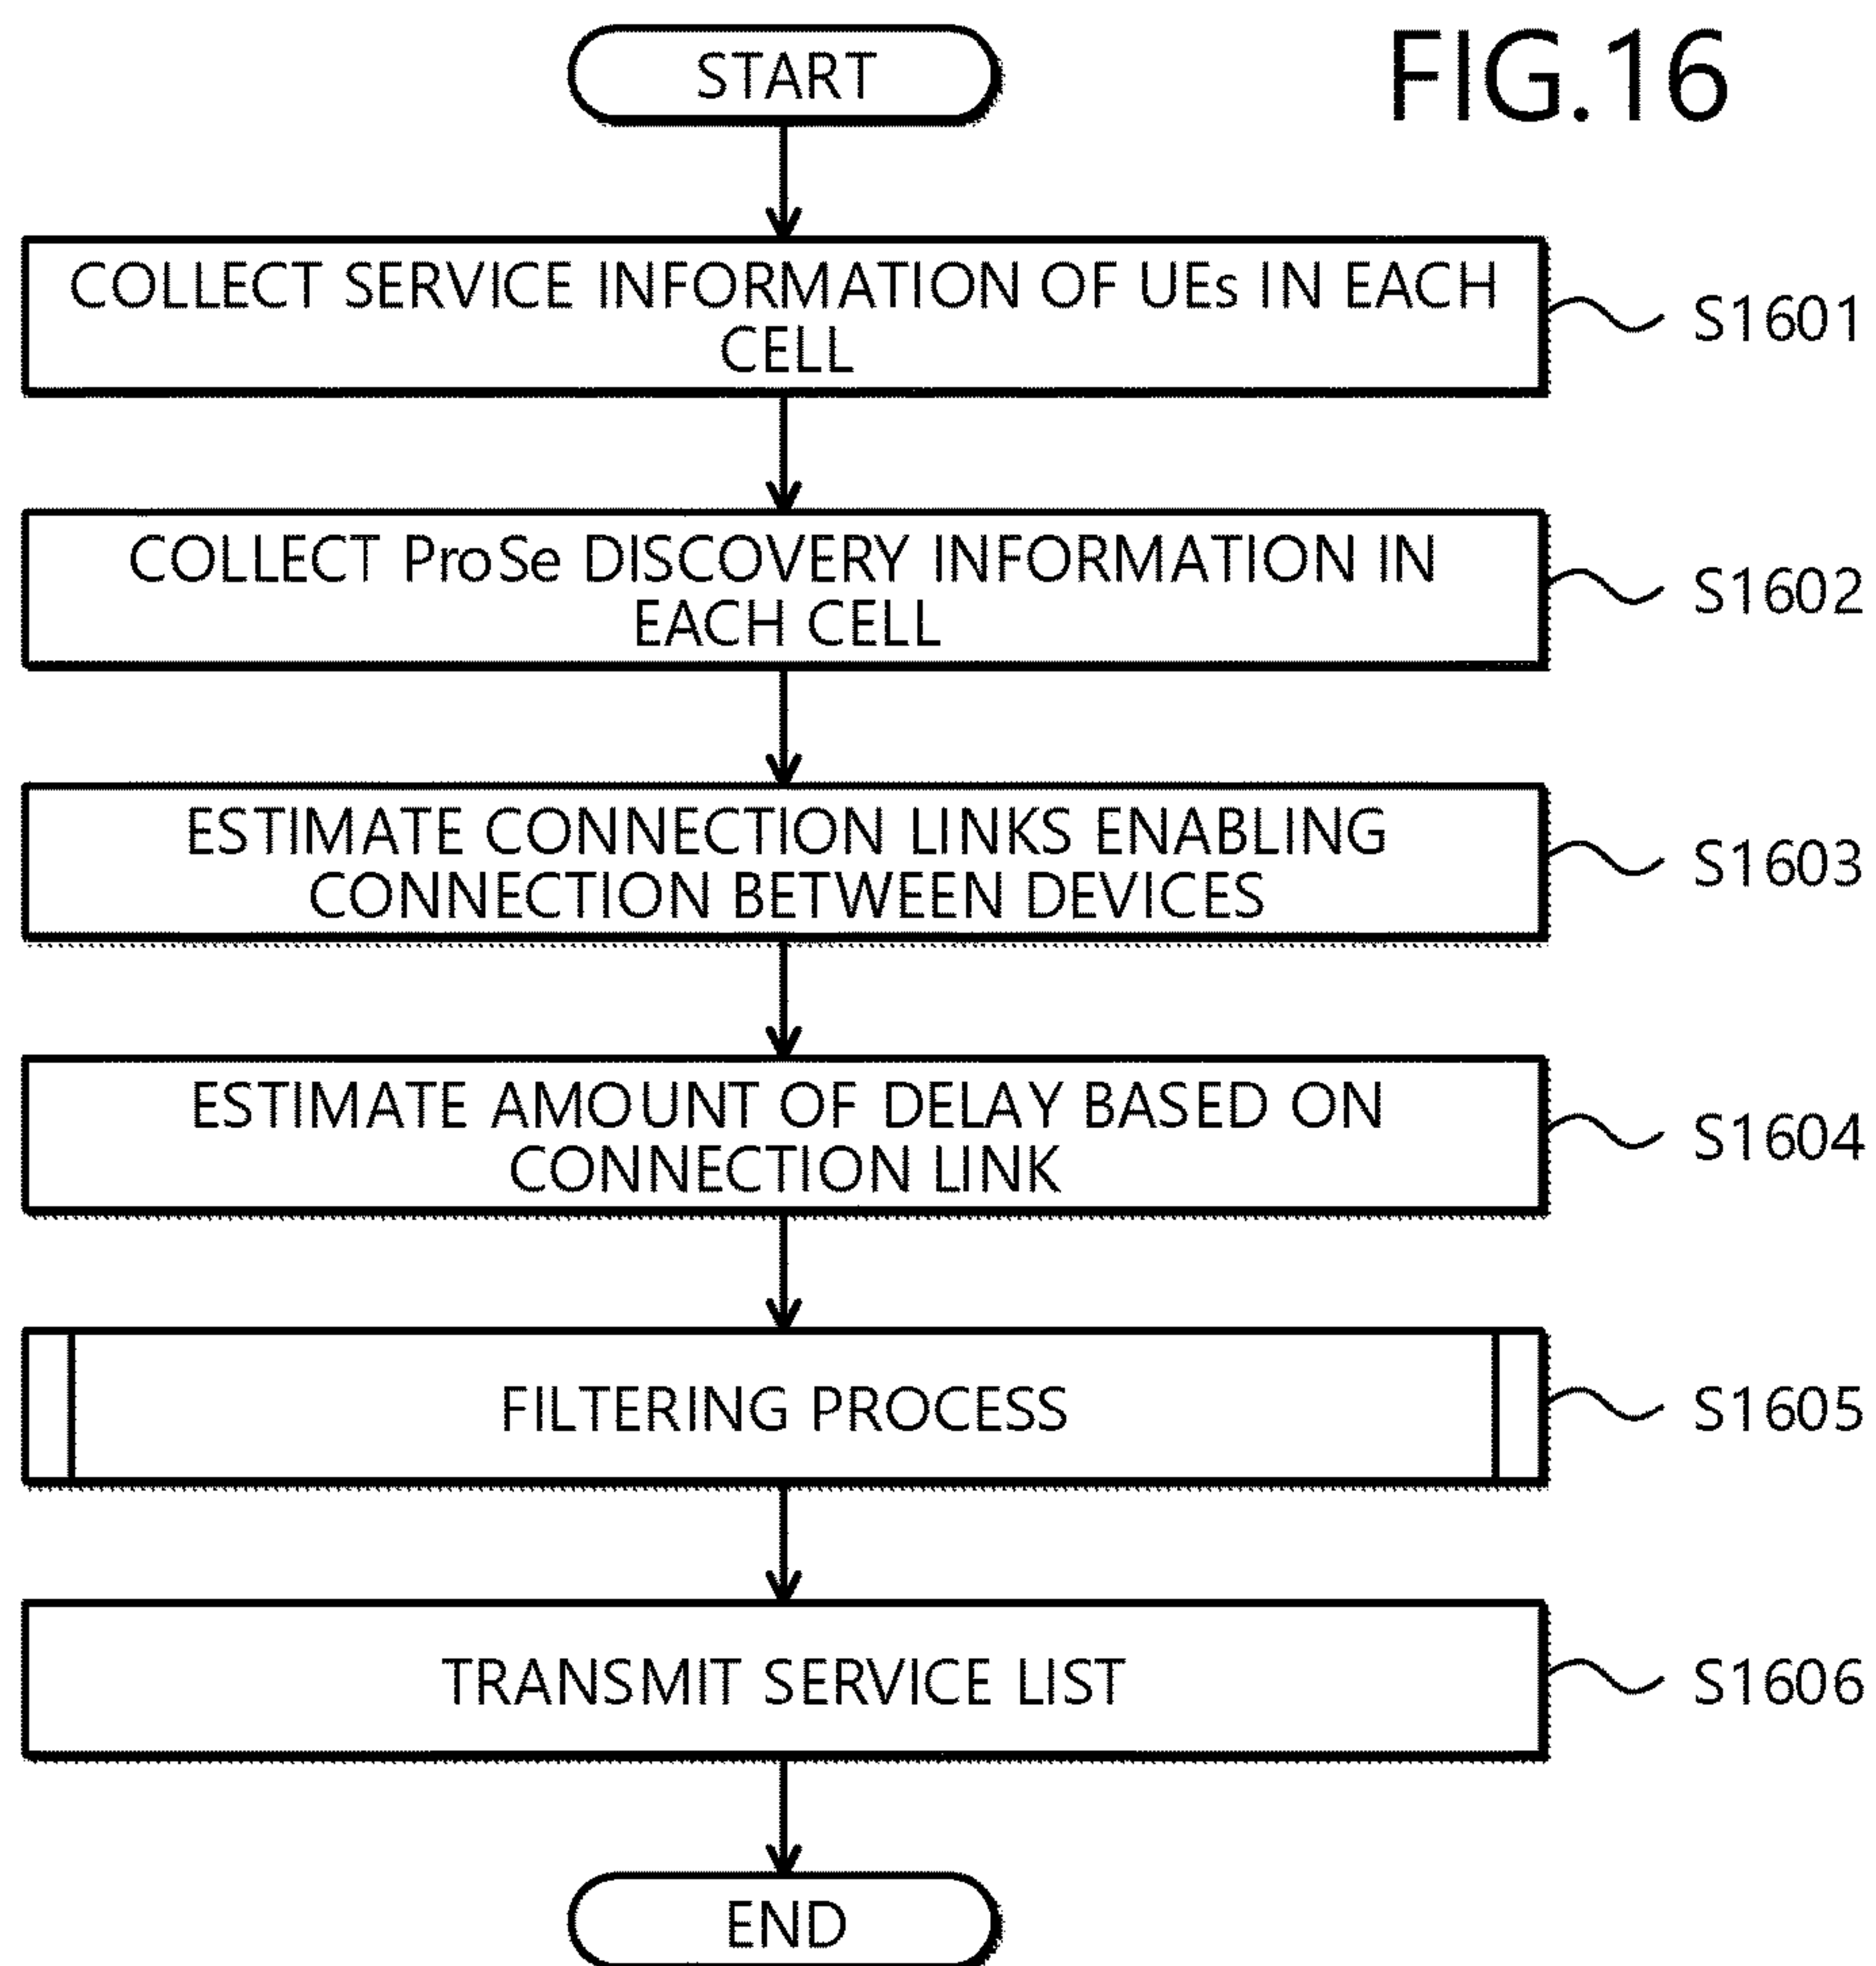 FIG.16
START
COLLECT SERVICE INFORMATION OF UEs IN EACH
CELL
S1601
COLLECT ProSe DISCOVERY INFORMATION IN
EACH CELL
S1602
ESTIMATE CONNECTION LINKS ENABLING
CONNECTION BETWEEN DEVICES
S1603
ESTIMATE AMOUNT OF DELAY BASED ON
CONNECTION LINK
S1604
FILTERING PROCESS
S1605
TRANSMIT SERVICE LIST
S1606
END